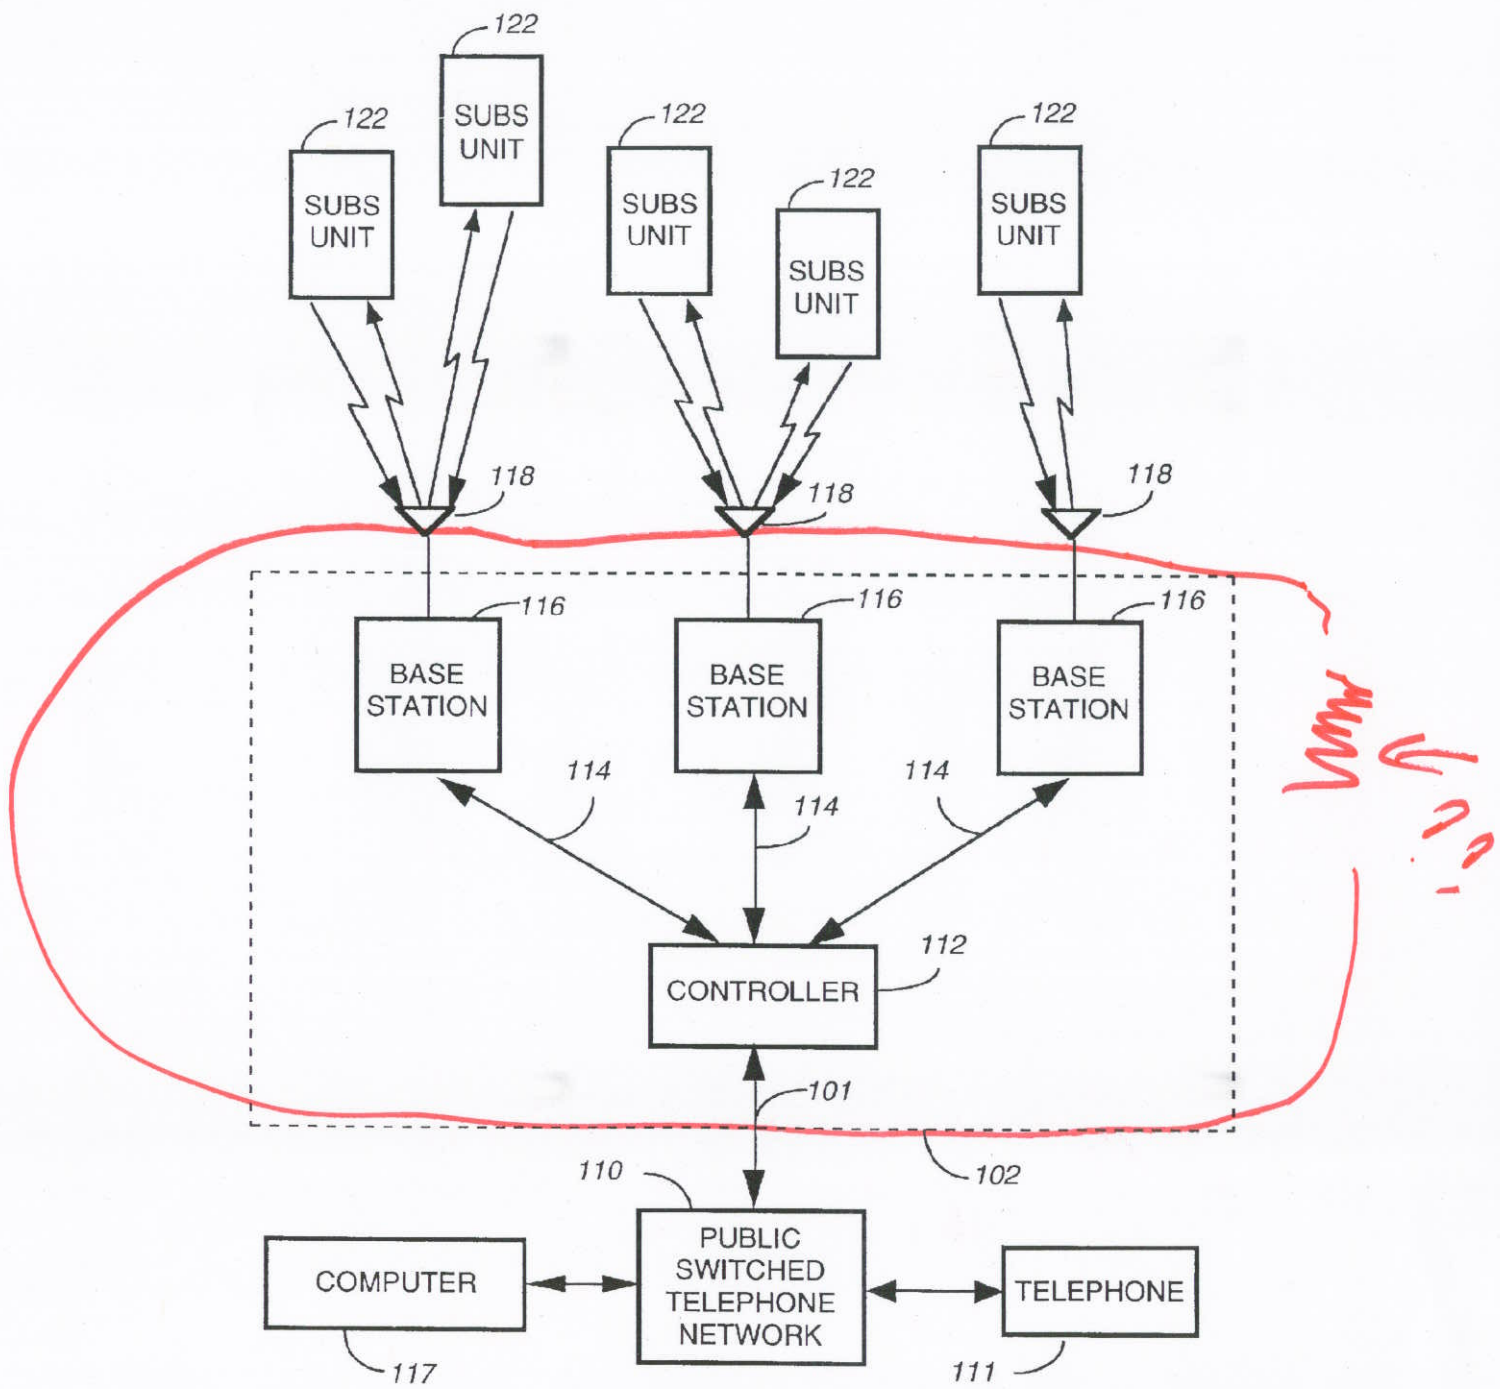 122
122
SUBS
UNIT
122
SUBS
UNIT
122
SUBS
UNIT
122
SUBS
UNIT
122
SUBS
UNIT
118
118
118
116
BASE
STATION
116
BASE
STATION
116
BASE
STATION
114
114
114
112
CONTROLLER
101
102
110
PUBLIC
SWITCHED
TELEPHONE
NETWORK
COMPUTER
117
TELEPHONE
111